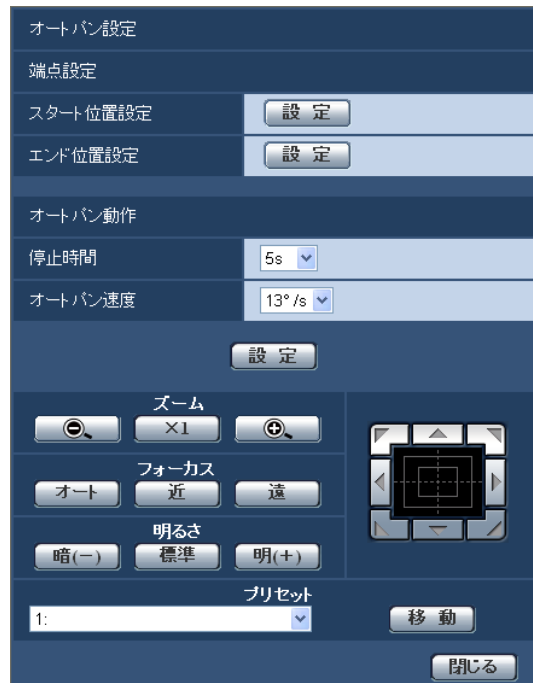 オートパン設定
端点設定
スタート位置設定 設 定
エンド位置設定 設 定
オートパン動作
停止時間 5s
オートパン速度 13°/s
設 定
ズーム
×1
フォーカス
オート 近 遠
明るさ
暗(−) 標準 明(+)
プリセット
1: 移 動
閉じる